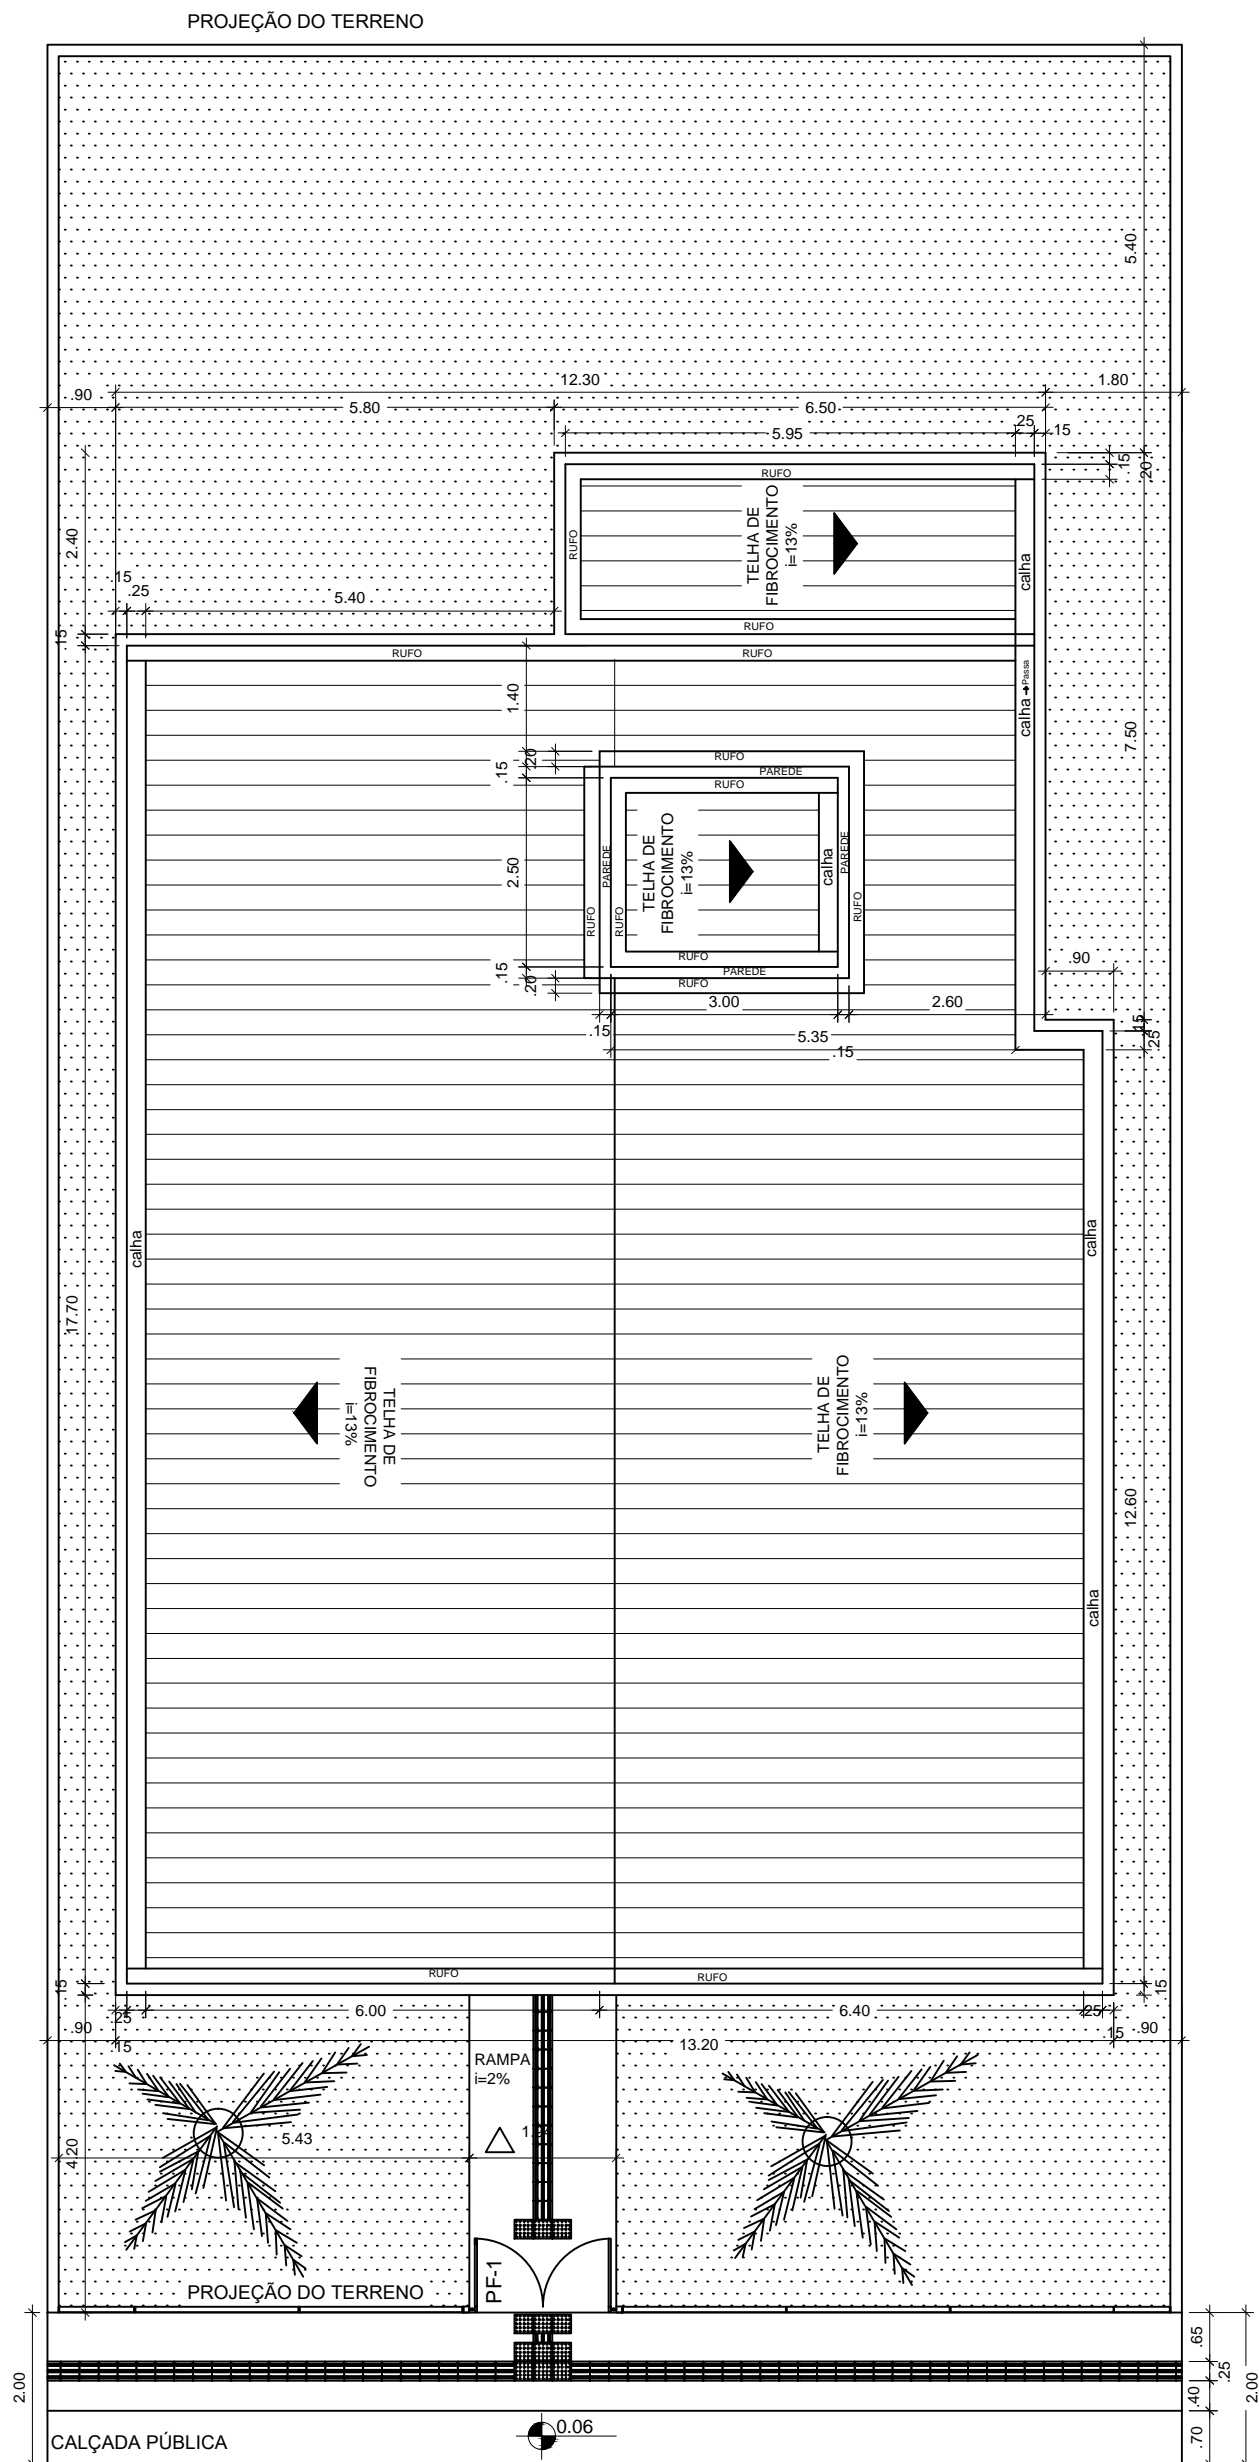 PROJEÇÃO DO TERRENO
5.40
12.30
1.80
.90
5.80
6.50
5.95
.25
.15
.15
.20
RUFO
2.40
RUFO
TELHA DE
FIBROCIMENTO
i=13%
calha
.15
.25
5.40
RUFO
.15
RUFO
RUFO
1.40
calha
Passa
7.50
.20
RUFO
.15
PAREDE
RUFO
2.50
PAREDE
TELHA DE
FIBROCIMENTO
i=13%
calha
PAREDE
RUFO
RUFO
RUFO
RUFO
.15
PAREDE
.20
RUFO
.90
3.00
2.60
.15
5.35
.15
.15
.25
calha
calha
17.70
TELHA DE
FIBROCIMENTO
i=13%
TELHA DE
FIBROCIMENTO
i=13%
12.60
calha
RUFO
RUFO
.15
.15
.25
6.00
6.40
.25
.90
.15
13.20
.15
.90
RAMPA
i=2%
4.20
5.43
PF-1
PROJEÇÃO DO TERRENO
2.00
.65
.25
.40
2.00
.70
0.06
CALÇADA PÚBLICA